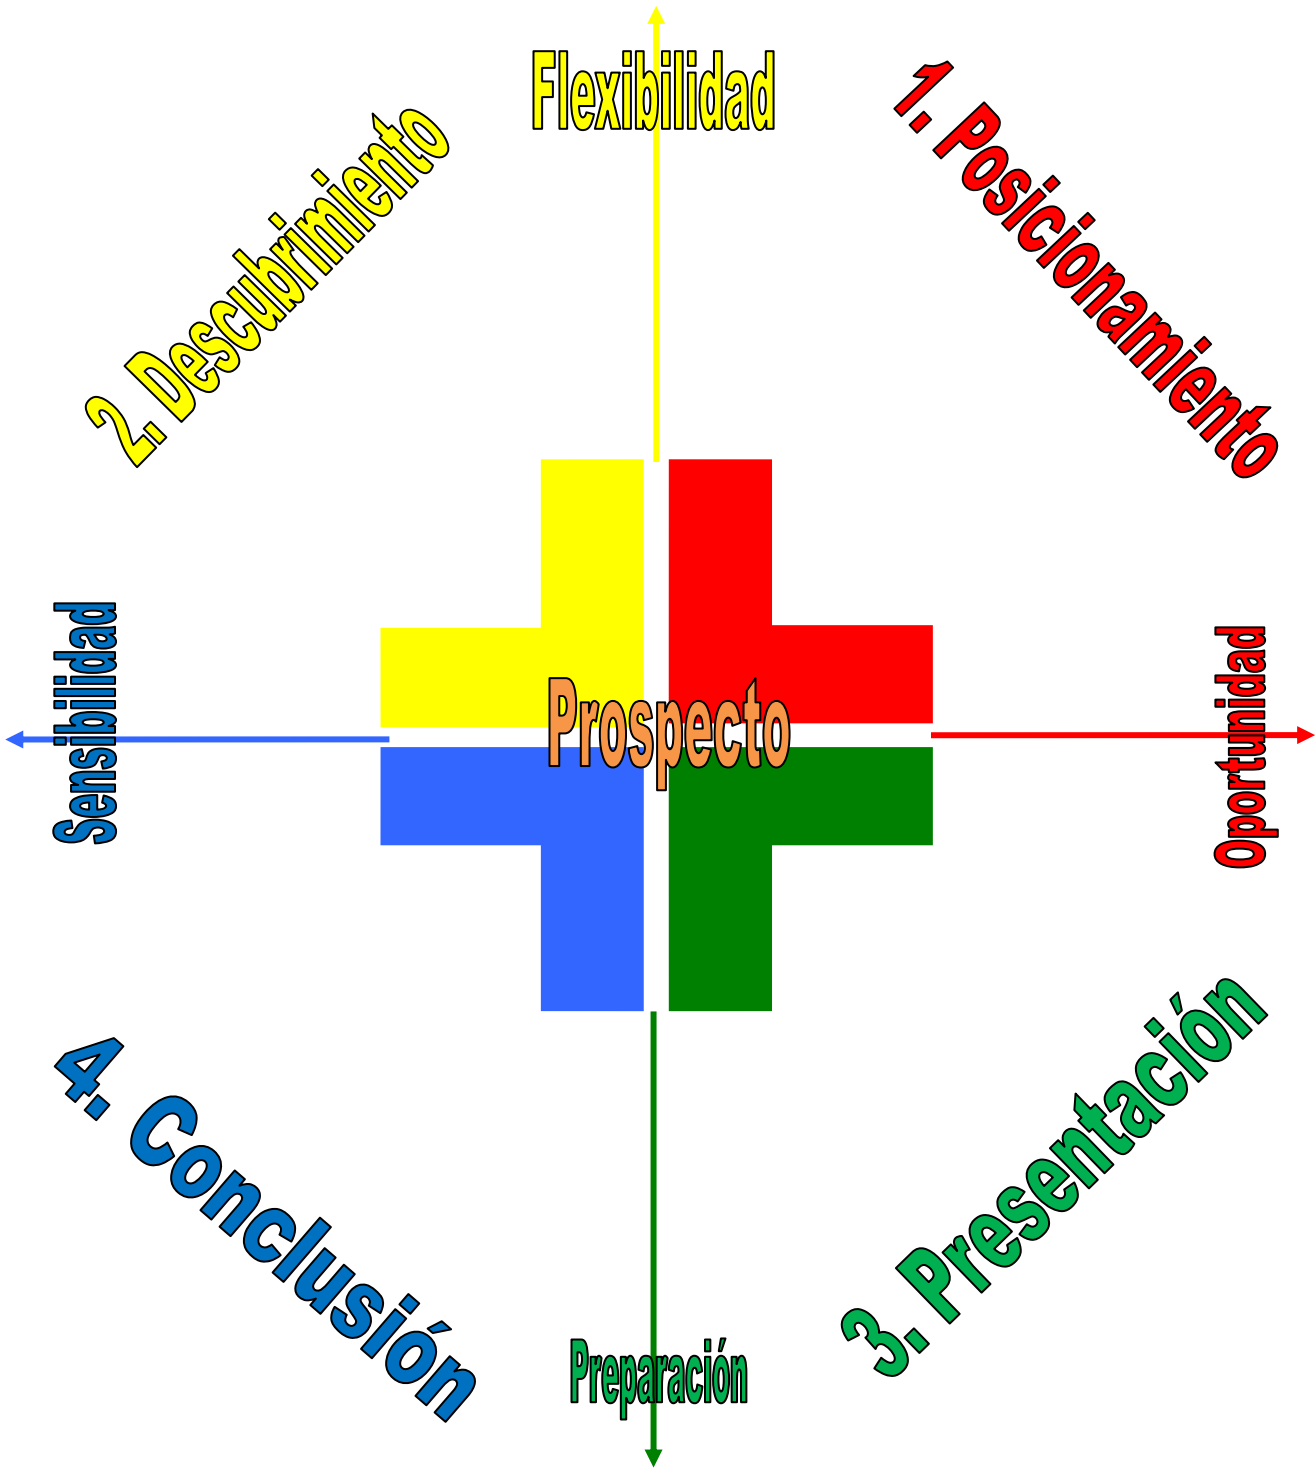 Flexibilidad
1. Posicionamiento
2. Descubrimiento
Sensibilidad
Prospecto
Oportunidad
4. Conclusión
3. Presentación
Preparación